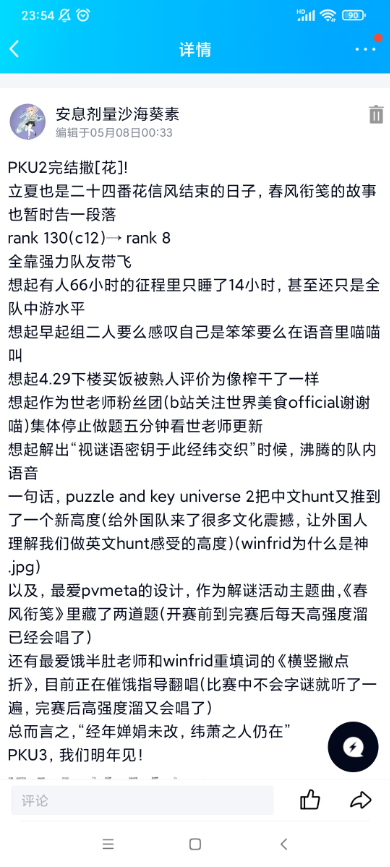 23:54
90
详情
安息剂量沙海葵素
编辑于05月08日00:33
PKU2完结撒[花]!
立夏也是二十四番花信风结束的日子，春风衔笺的故事
也暂时告一段落
rank 130(c12)→ rank 8
全靠强力队友带飞
想起有人66小时的征程里只睡了14小时，甚至还只是全
队中游水平
想起早起组二人要么感叹自己是笨笨要么在语音里喵喵
叫
想起4.29下楼买饭被熟人评价为像榨干了一样
想起作为世老师粉丝团(b站关注世界美食official谢谢
喵)集体停止做题五分钟看世老师更新
想起解出“视谜语密钥于此经纬交织”时候，沸腾的队内
语音
一句话，puzzle and key universe 2把中文hunt又推到
了一个新高度(给外国队来了很多文化震撼，让外国人
理解我们做英文hunt感受的高度)(winfrid为什么是神
.jpg)
以及，最爱pvmeta的设计，作为解谜活动主题曲，《春
风衔笺》里藏了两道题(开赛前到完赛后每天高强度溜
已经会唱了)
还有最爱饿半肚老师和winfrid重填词的《横竖撇点
折》，目前正在催饿指导翻唱(比赛中不会字谜就听了一
遍，完赛后高强度溜又会唱了)
总而言之，“经年婵娟未改，纬萧之人仍在”
PKU3，我们明年见！
评论